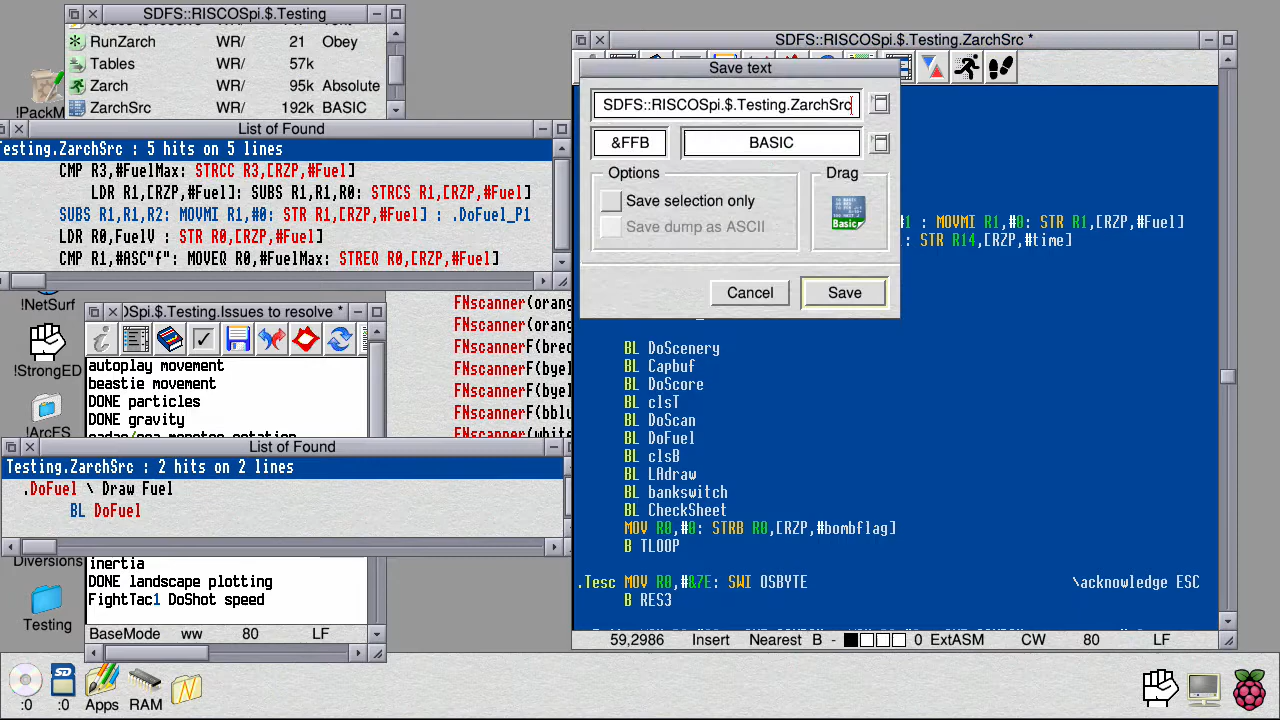 SDFS::RISCOSpi.$.Testing
RunZarch WR/ 21 Obey
Tables WR/ 57k
Zarch WR/ 95k Absolute
ZarchSrc WR/ 192k BASIC
!PackM
List of Found
Testing.ZarchSrc : 5 hits on 5 lines
CMP R3,#FuelMax: STRCC R3,[RZP,#Fuel]
LDR R1,[RZP,#Fuel]: SUBS R1,R1,R0: STRCS R1,[RZP,#Fuel]
SUBS R1,R1,R2: MOVMI R1,#0: STR R1,[RZP,#Fuel] : .DoFuel_P1
LDR R0,FuelV : STR R0,[RZP,#Fuel]
CMP R1,#ASC"f": MOVEQ R0,#FuelMax: STREQ R0,[RZP,#Fuel]
!NetSurf
!StrongED
!ArcFS
Diversions
Testing
OSpi.$.Testing.Issues to resolve *
autoplay movement
beastie movement
DONE particles
DONE gravity
FNscanner(orang
FNscanner(orang
FNscannerF(bred
FNscannerF(byel
FNscannerF(byel
FNscannerF(bblu
FNscannerF(white
List of Found
Testing.ZarchSrc : 2 hits on 2 lines
.DoFuel \ Draw Fuel
BL DoFuel
inertia
DONE landscape plotting
FightTac1 DoShot speed
BaseMode ww 80 LF
SDFS::RISCOSpi.$.Testing.ZarchSrc *
Save text
SDFS::RISCOSpi.$.Testing.ZarchSrc
&FFB BASIC
Options
Save selection only
Save dump as ASCII
Drag
Basic
Cancel Save
#1 : MOVMI R1,#0: STR R1,[RZP,#Fuel]
: STR R14,[RZP,#time]
BL DoScenery
BL Capbuf
BL DoScore
BL clsT
BL DoScan
BL DoFuel
BL clsB
BL LAdraw
BL bankswitch
BL CheckSheet
MOV R0,#0: STRB R0,[RZP,#bombflag]
B TLOOP
.Tesc MOV R0,#&7E: SWI OSBYTE \acknowledge ESC
B RES3
59,2986 Insert Nearest B - 0 ExtASM CW 80 LF
:0 :0 Apps RAM